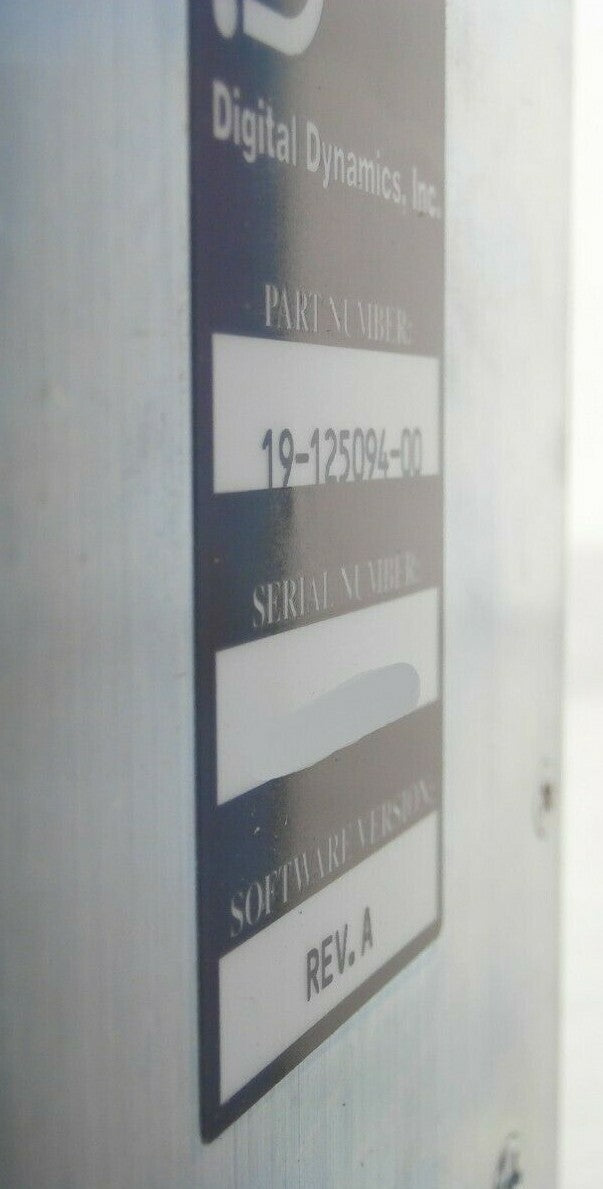 Digital Dynamics, Inc.
PART NUMBER:
19-125094-00
SERIAL NUMBER:
SOFTWARE VERSION:
REV. A